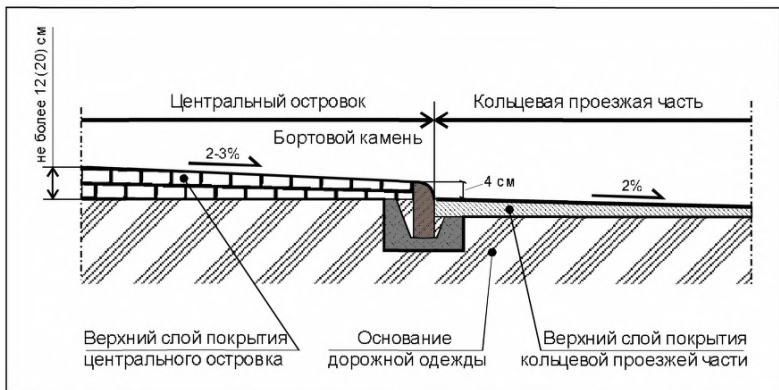 не более 12 (20) см
Центральный островок
Кольцевая проезжая часть
Бортовой камень
2-3%
4 см
2%
Верхний слой покрытия
центрального островка
Основание
дорожной одежды
Верхний слой покрытия
кольцевой проезжей части